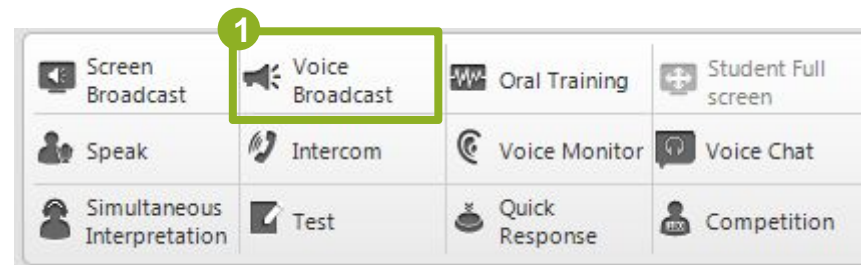 1
Screen
Broadcast
Voice
Broadcast
Oral Training
Student Full
screen
Speak
Intercom
Voice Monitor
Voice Chat
Simultaneous
Interpretation
Test
Quick
Response
Competition